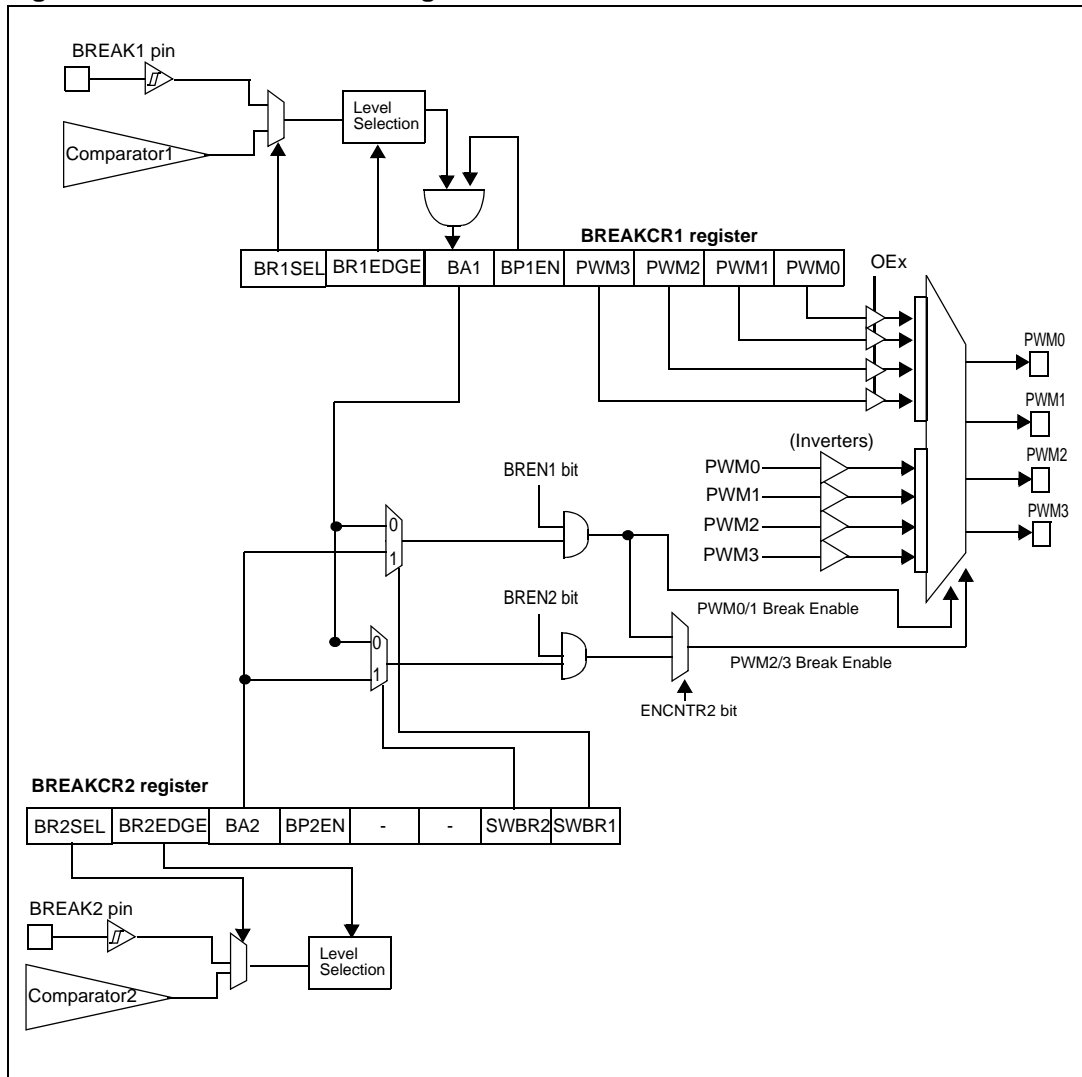 BREAK1 pin
Level
Selection
Comparator1
BREAKCR1 register
BR1SEL BR1EDGE BA1 BP1EN PWM3 PWM2 PWM1 PWM0
OEx
PWM0
PWM1
PWM2
PWM3
(Inverters)
PWM0
PWM1
PWM2
PWM3
BREN1 bit
0
1
PWM0/1 Break Enable
BREN2 bit
0
1
PWM2/3 Break Enable
ENCNTR2 bit
BREAKCR2 register
BR2SEL BR2EDGE BA2 BP2EN - - SWBR2 SWBR1
BREAK2 pin
Level
Selection
Comparator2